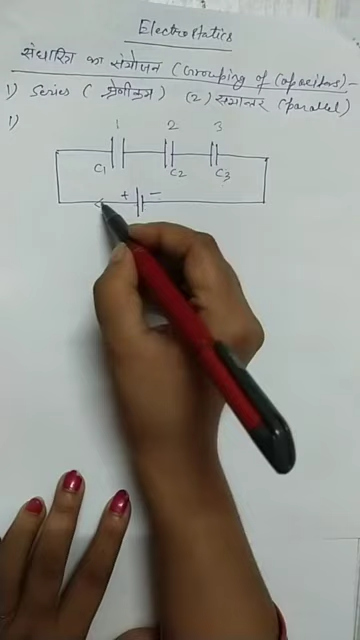 Electrostatics
संधारित्र का संयोजन (Grouping of Capacitors)-
1) Series (श्रेणीक्रम) (2) समान्तर (parallel)
1)
1 2 3
C1 C2 C3
+ -